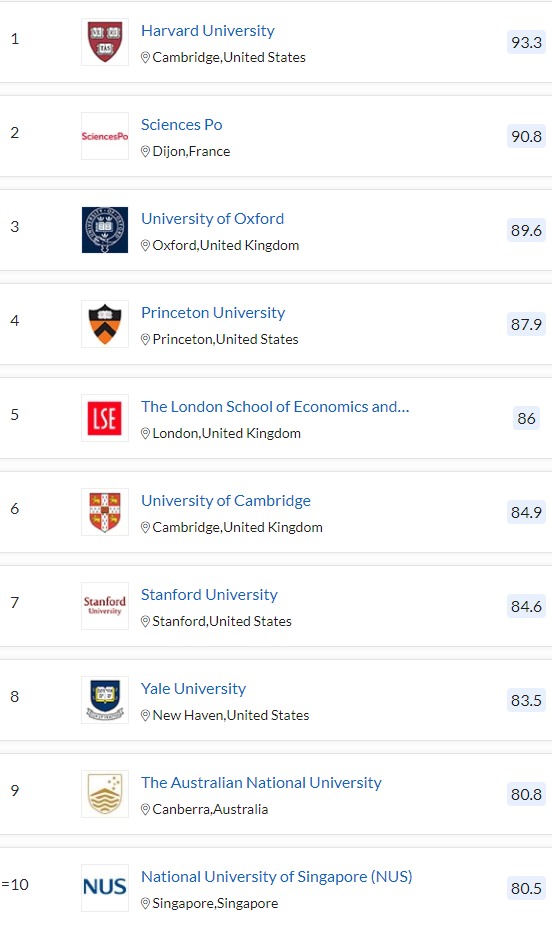 1
Harvard University
Cambridge,United States
93.3
2
SciencesPo
Sciences Po
Dijon,France
90.8
3
University of Oxford
Oxford,United Kingdom
89.6
4
Princeton University
Princeton,United States
87.9
5
LSE
The London School of Economics and...
London,United Kingdom
86
6
University of Cambridge
Cambridge,United Kingdom
84.9
7
Stanford
University
Stanford University
Stanford,United States
84.6
8
Yale University
New Haven,United States
83.5
9
The Australian National University
Canberra,Australia
80.8
=10
NUS
National University of Singapore (NUS)
Singapore,Singapore
80.5